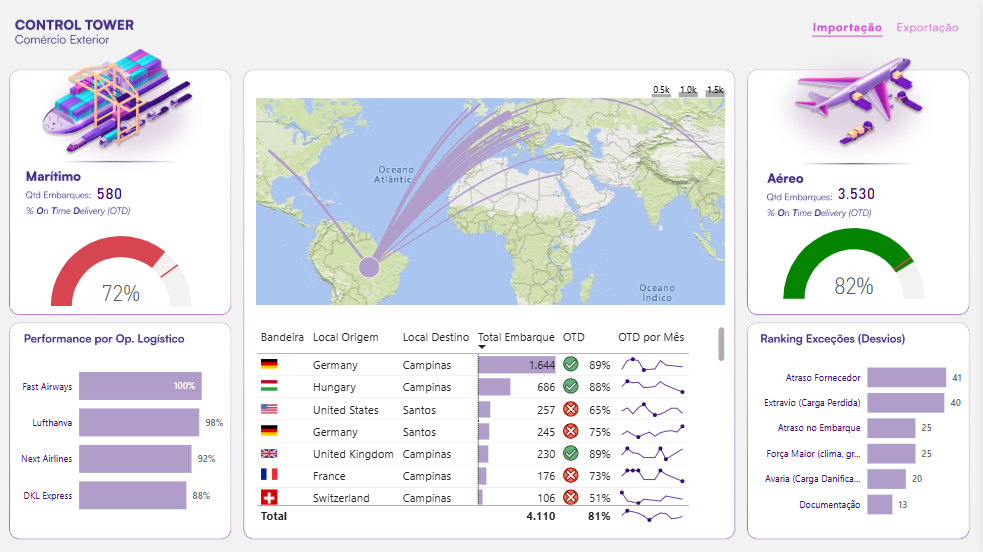 CONTROL TOWER
Comércio Exterior
Importação Exportação
Marítimo
Qtd Embarques: 580
% On Time Delivery (OTD)
72%
Performance por Op. Logístico
Fast Airways 100%
Lufthanva 98%
Next Airlines 92%
DKL Express 88%
0.5k 1.0k 1.5k
Oceano
Atlântico
Oceano
Índico
Bandeira Local Origem Local Destino Total Embarque OTD OTD por Mês
Germany Campinas 1.644 89%
Hungary Campinas 686 88%
United States Santos 257 65%
Germany Santos 245 75%
United Kingdom Campinas 230 89%
France Campinas 176 73%
Switzerland Campinas 106 51%
Total 4.110 81%
Aéreo
Qtd Embarques: 3.530
% On Time Delivery (OTD)
82%
Ranking Exceções (Desvios)
Atraso Fornecedor 41
Extravio (Carga Perdida) 40
Atraso no Embarque 25
Força Maior (clima, gr... 25
Avaria (Carga Danifica... 20
Documentação 13